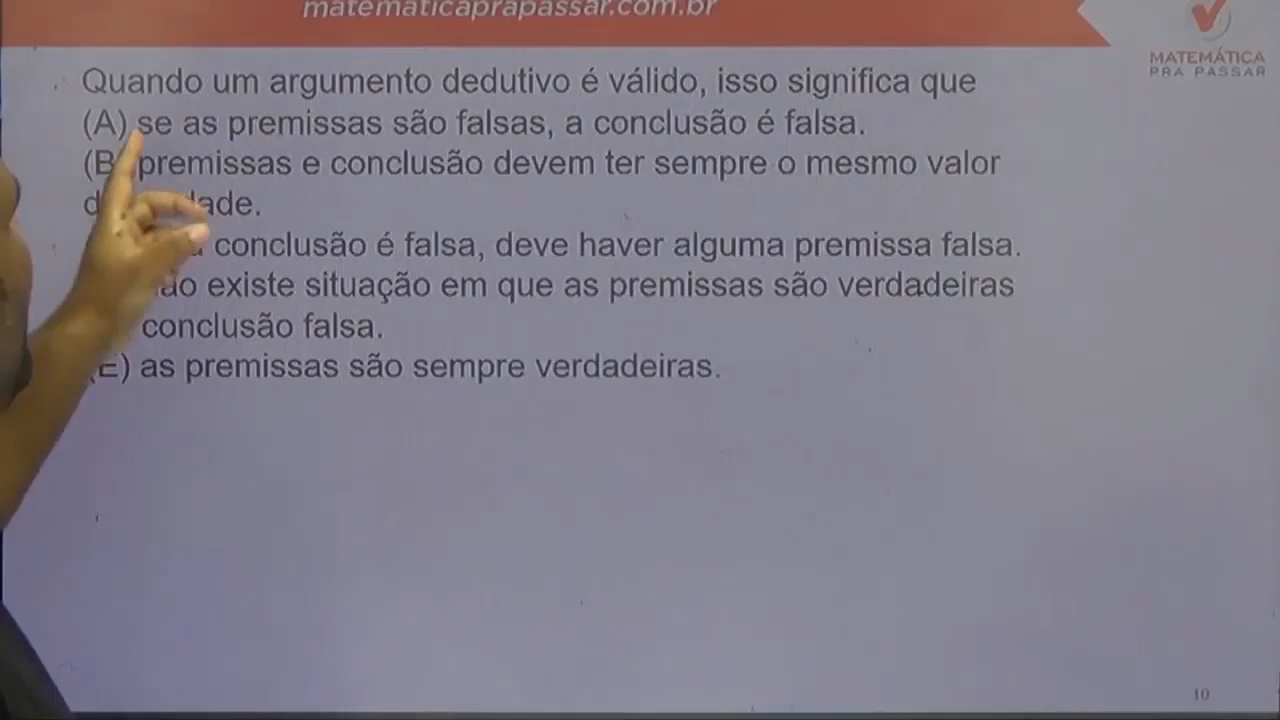 matematicaprapassar.com.br
MATEMÁTICA
PRA PASSAR
Quando um argumento dedutivo é válido, isso significa que
(A) se as premissas são falsas, a conclusão é falsa.
(B) premissas e conclusão devem ter sempre o mesmo valor
conclusão é falsa, deve haver alguma premissa falsa.
existe situação em que as premissas são verdadeiras
conclusão falsa.
(E) as premissas são sempre verdadeiras.
10